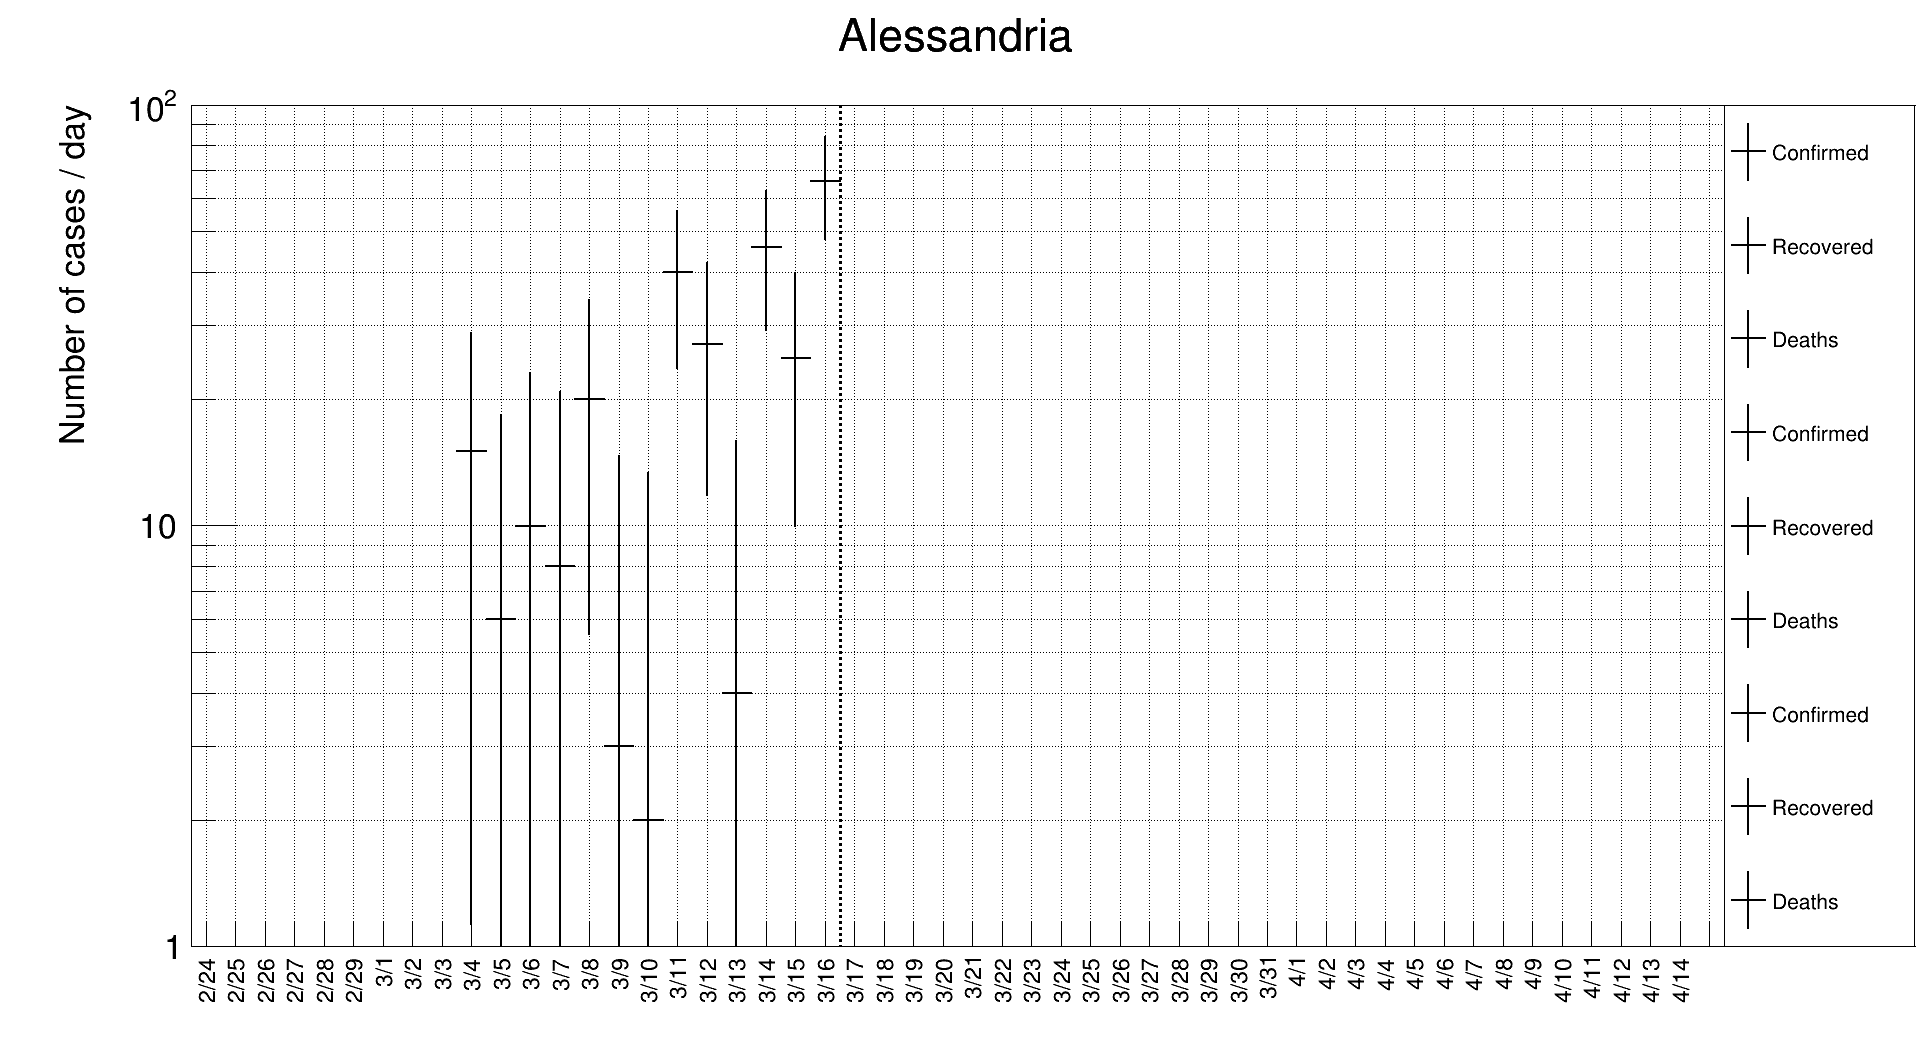 Alessandria
Number of cases / day
10²
10
1
2/24 2/25 2/26 2/27 2/28 2/29 3/1 3/2 3/3 3/4 3/5 3/6 3/7 3/8 3/9 3/10 3/11 3/12 3/13 3/14 3/15 3/16 3/17 3/18 3/19 3/20 3/21 3/22 3/23 3/24 3/25 3/26 3/27 3/28 3/29 3/30 3/31 4/1 4/2 4/3 4/4 4/5 4/6 4/7 4/8 4/9 4/10 4/11 4/12 4/13 4/14
Confirmed
Recovered
Deaths
Confirmed
Recovered
Deaths
Confirmed
Recovered
Deaths